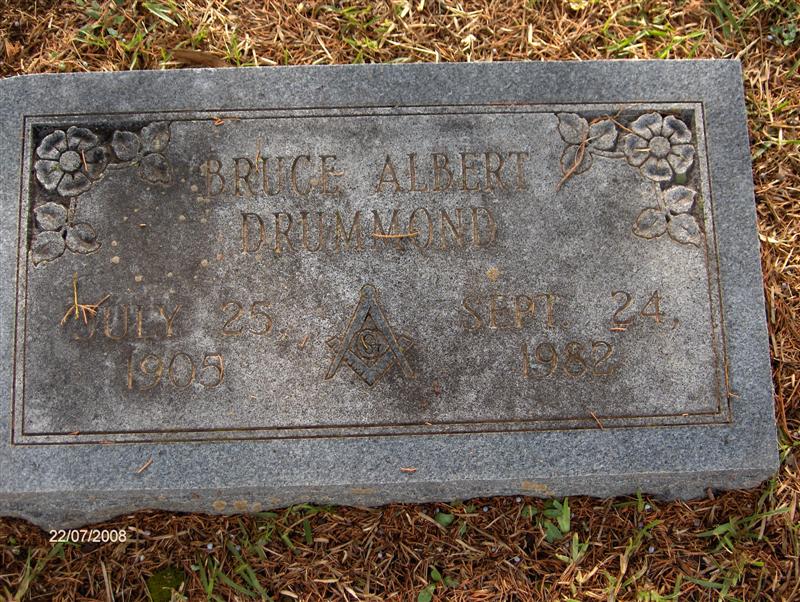 BRUCE ALBERT
DRUMMOND
JULY 25,
1905
G
SEPT. 24,
1982
22/07/2008